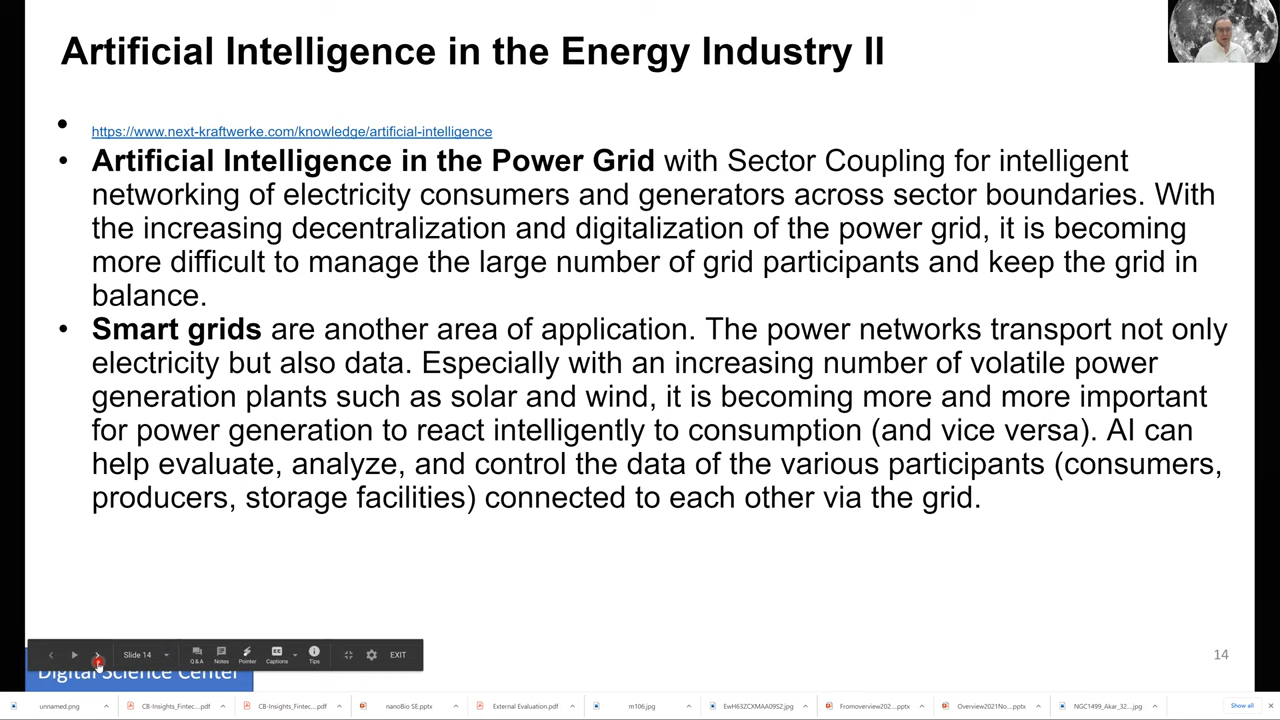 Artificial Intelligence in the Energy Industry II
• https://www.next-kraftwerke.com/knowledge/artificial-intelligence
• Artificial Intelligence in the Power Grid with Sector Coupling for intelligent
networking of electricity consumers and generators across sector boundaries. With
the increasing decentralization and digitalization of the power grid, it is becoming
more difficult to manage the large number of grid participants and keep the grid in
balance.
• Smart grids are another area of application. The power networks transport not only
electricity but also data. Especially with an increasing number of volatile power
generation plants such as solar and wind, it is becoming more and more important
for power generation to react intelligently to consumption (and vice versa). AI can
help evaluate, analyze, and control the data of the various participants (consumers,
producers, storage facilities) connected to each other via the grid.
Slide 14 Q&A Notes Pointer Captions Tips EXIT
14
Digital Science Center
unnamed.png CB-Insights_Fintec....pdf CB-Insights_Fintec....pdf nanoBio SE.pptx External Evaluation.pdf m106.jpg EwH63ZCXMAA09S2.jpg Fromoverview202....pptx Overview2021No....pptx NGC1499_Akar_32....jpg Show all